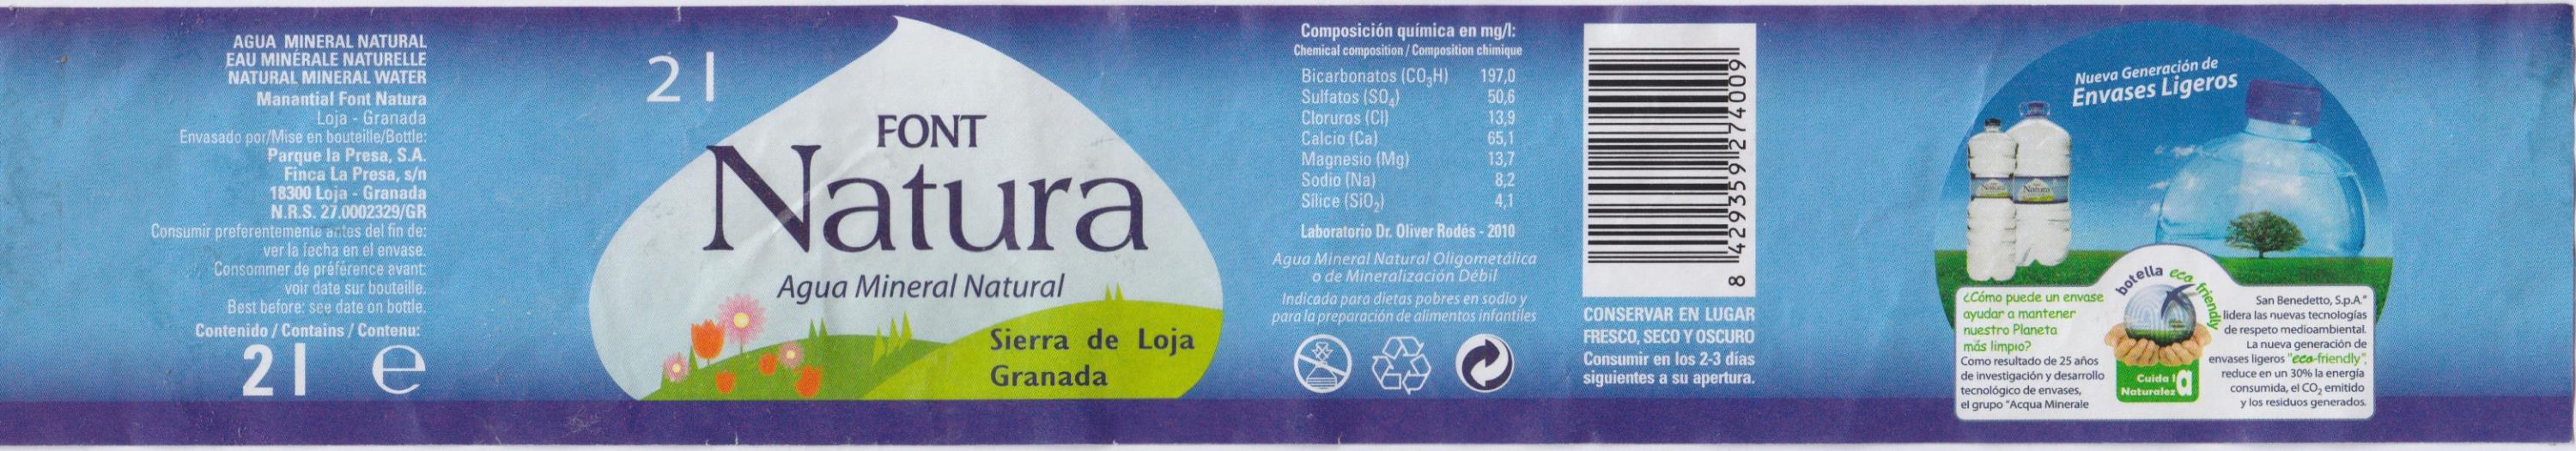 AGUA MINERAL NATURAL
EAU MINÉRALE NATURELLE
NATURAL MINERAL WATER
Manantial Font Natura
Loja - Granada
Envasado por/Mise en bouteille/Bottle:
Parque la Presa, S.A.
Finca La Presa, s/n
18300 Loja - Granada
N.R.S. 27.0002329/GR
Consumir preferentemente antes del fin de:
ver la fecha en el envase.
Consommer de préférence avant:
voir date sur bouteille.
Best before: see date on bottle.
Contenido / Contains / Contenu:
2 l e
2 l
FONT
Natura
Agua Mineral Natural
Sierra de Loja
Granada
Composición química en mg/l:
Chemical composition / Composition chimique
Bicarbonatos (CO3H) 197,0
Sulfatos (SO4) 50,6
Cloruros (Cl) 13,9
Calcio (Ca) 65,1
Magnesio (Mg) 13,7
Sodio (Na) 8,2
Sílice (SiO2) 4,1
Laboratorio Dr. Oliver Rodés - 2010
Agua Mineral Natural Oligometálica
o de Mineralización Débil
Indicada para dietas pobres en sodio y
para la preparación de alimentos infantiles
8 429359 274009
CONSERVAR EN LUGAR
FRESCO, SECO Y OSCURO
Consumir en los 2-3 días
siguientes a su apertura.
Nueva Generación de
Envases Ligeros
Natura
Natura
¿Cómo puede un envase
ayudar a mantener
nuestro Planeta
más limpio?
Como resultado de 25 años
de investigación y desarrollo
tecnológico de envases,
el grupo "Acqua Minerale
botella eco friendly
Cuida la
Naturaleza
San Benedetto, S.p.A."
lidera las nuevas tecnologías
de respeto medioambiental.
La nueva generación de
envases ligeros "eco-friendly",
reduce en un 30% la energía
consumida, el CO2 emitido
y los residuos generados.